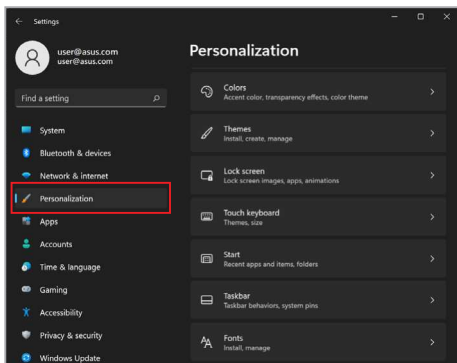 Settings
user@asus.com
user@asus.com
Find a setting
System
Bluetooth & devices
Network & internet
Personalization
Apps
Accounts
Time & language
Gaming
Accessibility
Privacy & security
Windows Update
Personalization
Colors
Accent color, transparency effects, color theme
Themes
Install, create, manage
Lock screen
Lock screen images, apps, animations
Touch keyboard
Themes, size
Start
Recent apps and items, folders
Taskbar
Taskbar behaviors, system pins
Fonts
Install, manage